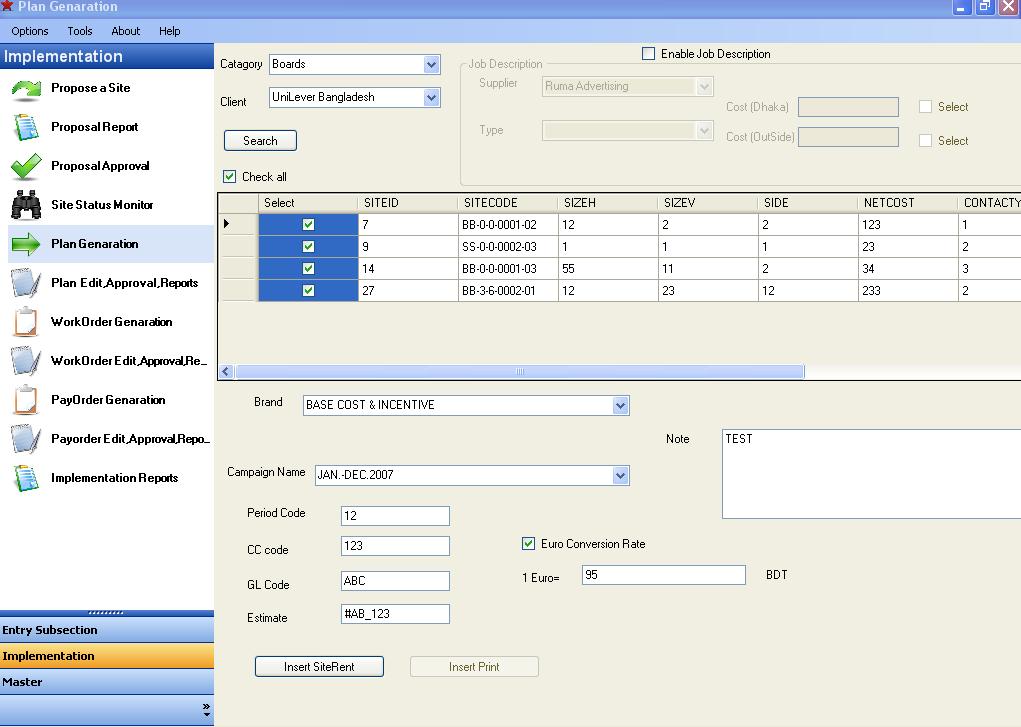 Plan Genaration
Options Tools About Help
Implementation
Propose a Site
Proposal Report
Proposal Approval
Site Status Monitor
Plan Genaration
Plan Edit,Approval,Reports
WorkOrder Genaration
WorkOrder Edit,Approval,Re...
PayOrder Genaration
Payorder Edit,Approval,Repo...
Implementation Reports
Entry Subsection
Implementation
Master
»
Catagory Boards
Client UniLever Bangladesh
Search
Check all
Enable Job Description
Job Description
Supplier Ruma Advertising
Type
Cost (Dhaka) Select
Cost (OutSide) Select
Select SITEID SITECODE SIZEH SIZEV SIDE NETCOST CONTACTY
7 BB-0-0-0001-02 12 2 2 123 1
9 SS-0-0-0002-03 1 1 1 23 2
14 BB-0-0-0001-03 55 11 2 34 3
27 BB-3-6-0002-01 12 23 12 233 2
Brand BASE COST & INCENTIVE
Note TEST
Campaign Name JAN.-DEC.2007
Period Code 12
CC code 123
GL Code ABC
Estimate #AB_123
Euro Conversion Rate
1 Euro= 95 BDT
Insert SiteRent Insert Print